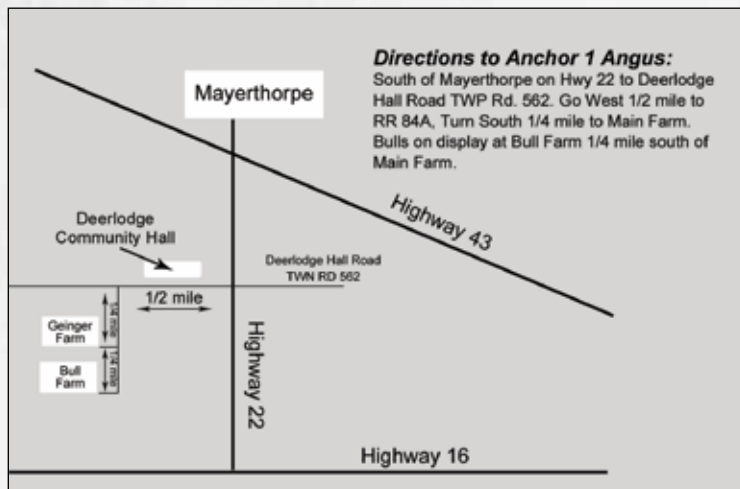 Directions to Anchor 1 Angus:
South of Mayerthorpe on Hwy 22 to Deerlodge
Hall Road TWP Rd. 562. Go West 1/2 mile to
RR 84A, Turn South 1/4 mile to Main Farm.
Bulls on display at Bull Farm 1/4 mile south of
Main Farm.
Mayerthorpe
Highway 43
Deerlodge
Community Hall
Deerlodge Hall Road
TWN RD 562
1/2 mile
1/4 mile
Geinger
Farm
1/4 mile
Bull
Farm
Highway 22
Highway 16